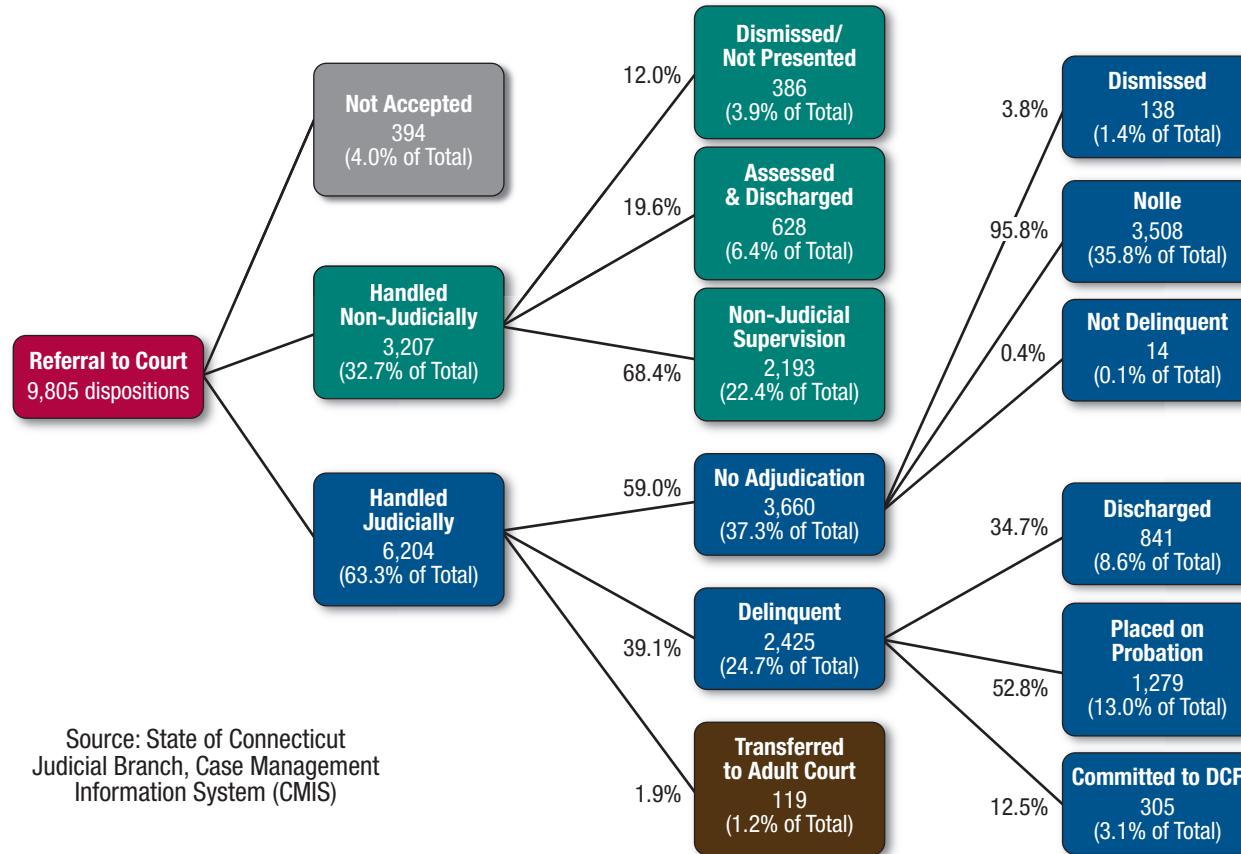 Referral to Court
9,805 dispositions
Not Accepted
394
(4.0% of Total)
Handled
Non-Judicially
3,207
(32.7% of Total)
Handled
Judicially
6,204
(63.3% of Total)
12.0%
19.6%
68.4%
Dismissed/
Not Presented
386
(3.9% of Total)
Assessed
& Discharged
628
(6.4% of Total)
Non-Judicial
Supervision
2,193
(22.4% of Total)
59.0%
39.1%
1.9%
No Adjudication
3,660
(37.3% of Total)
Delinquent
2,425
(24.7% of Total)
Transferred
to Adult Court
119
(1.2% of Total)
3.8%
95.8%
0.4%
Dismissed
138
(1.4% of Total)
Nolle
3,508
(35.8% of Total)
Not Delinquent
14
(0.1% of Total)
34.7%
52.8%
12.5%
Discharged
841
(8.6% of Total)
Placed on
Probation
1,279
(13.0% of Total)
Committed to DCF
305
(3.1% of Total)
Source: State of Connecticut
Judicial Branch, Case Management
Information System (CMIS)